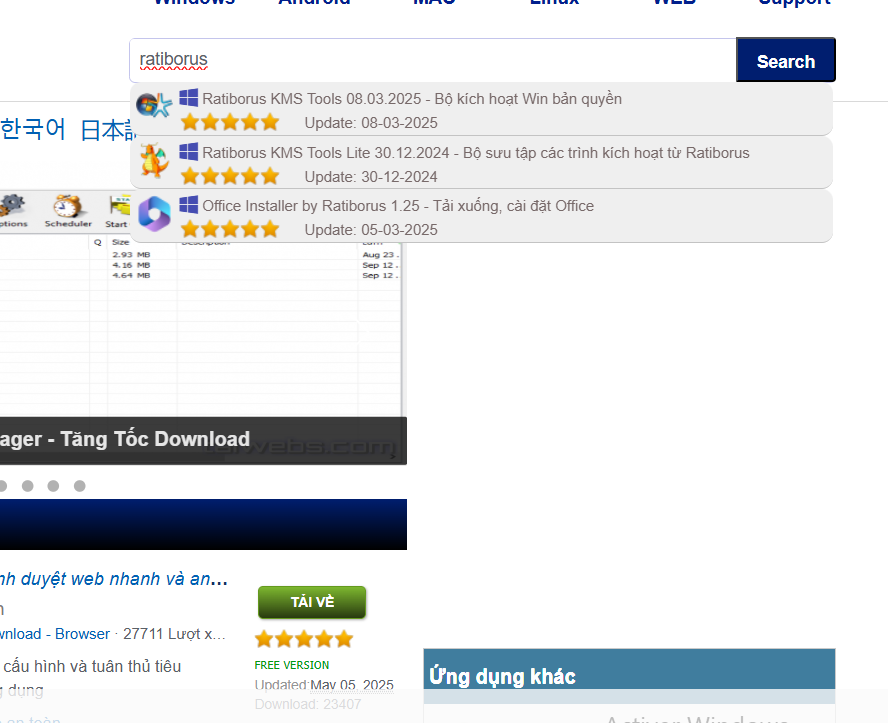 Windows Android MAC Linux WEB Support
ratiborus
Search
Ratiborus KMS Tools 08.03.2025 - Bộ kích hoạt Win bản quyền
Update: 08-03-2025
Ratiborus KMS Tools Lite 30.12.2024 - Bộ sưu tập các trình kích hoạt từ Ratiborus
Update: 30-12-2024
Office Installer by Ratiborus 1.25 - Tải xuống, cài đặt Office
Update: 05-03-2025
한국어 日本
ptions Scheduler Start
Q Size Description
2.93 MB Aug 23 .
4.16 MB Sep 12 .
4.64 MB Sep 12 .
ager - Tăng Tốc Download
taiwebs.com
nh duyệt web nhanh và an...
TẢI VỀ
wnload - Browser · 27711 Lượt x...
FREE VERSION
cấu hình và tuân thủ tiêu
Updated:May 05, 2025
g dụng
Download: 23407
an toàn
Ứng dụng khác
Activer Windows